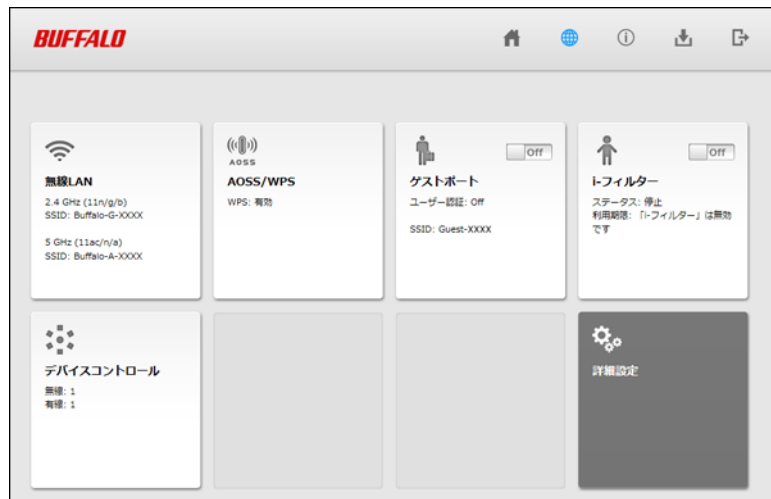 BUFFALO
無線LAN
2.4 GHz (11n/g/b)
SSID: Buffalo-G-XXXX
5 GHz (11ac/n/a)
SSID: Buffalo-A-XXXX
AOSS
AOSS/WPS
WPS: 有効
Off
ゲストポート
ユーザー認証: Off
SSID: Guest-XXXX
Off
i-フィルター
ステータス: 停止
利用期限: 「i-フィルター」は無効
です
デバイスコントロール
無線: 1
有線: 1
詳細設定